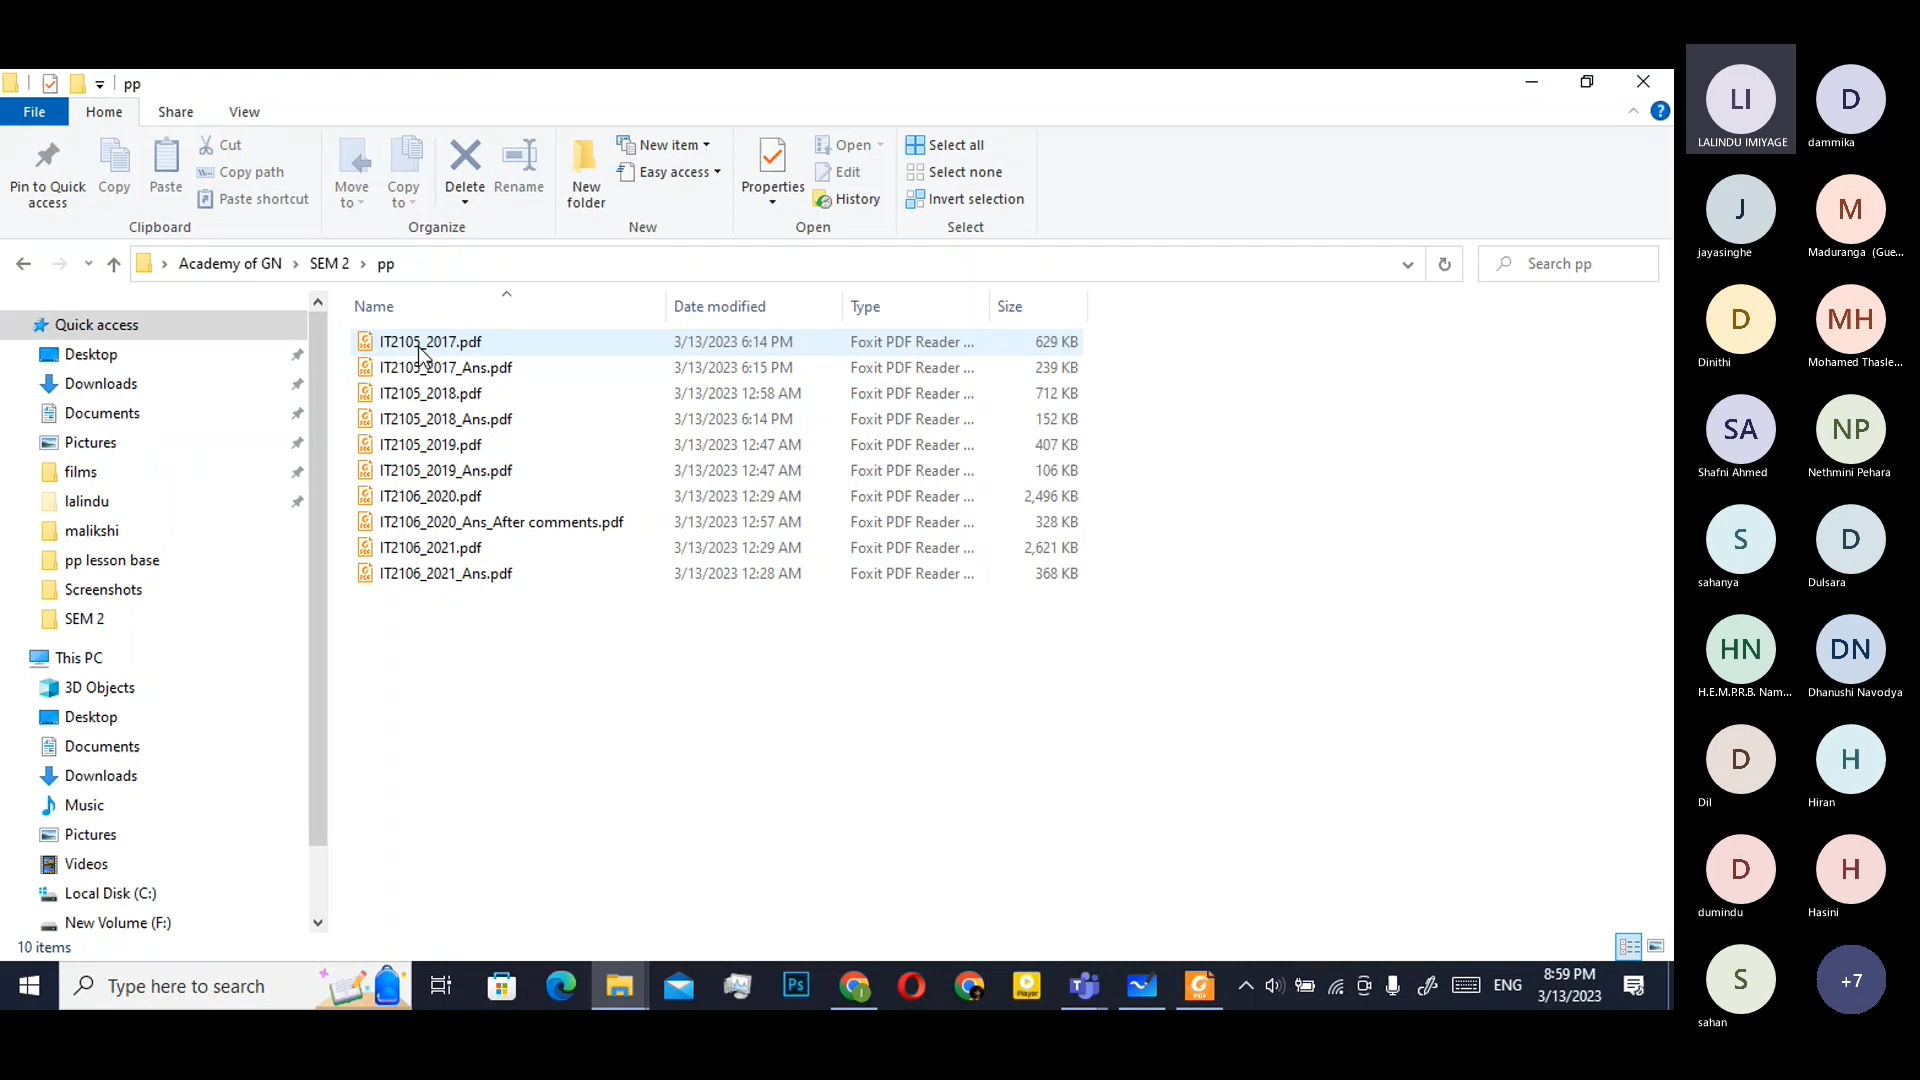 pp
File Home Share View
Pin to Quick access
Copy
Paste
Cut
Copy path
Paste shortcut
Clipboard
Move to
Copy to
Delete
Rename
Organize
New folder
New item
Easy access
New
Properties
Open
Edit
History
Open
Select all
Select none
Invert selection
Select
Academy of GN › SEM 2 › pp
Search pp
Name Date modified Type Size
IT2105_2017.pdf 3/13/2023 6:14 PM Foxit PDF Reader ... 629 KB
IT2105_2017_Ans.pdf 3/13/2023 6:15 PM Foxit PDF Reader ... 239 KB
IT2105_2018.pdf 3/13/2023 12:58 AM Foxit PDF Reader ... 712 KB
IT2105_2018_Ans.pdf 3/13/2023 6:14 PM Foxit PDF Reader ... 152 KB
IT2105_2019.pdf 3/13/2023 12:47 AM Foxit PDF Reader ... 407 KB
IT2105_2019_Ans.pdf 3/13/2023 12:47 AM Foxit PDF Reader ... 106 KB
IT2106_2020.pdf 3/13/2023 12:29 AM Foxit PDF Reader ... 2,496 KB
IT2106_2020_Ans_After comments.pdf 3/13/2023 12:57 AM Foxit PDF Reader ... 328 KB
IT2106_2021.pdf 3/13/2023 12:29 AM Foxit PDF Reader ... 2,621 KB
IT2106_2021_Ans.pdf 3/13/2023 12:28 AM Foxit PDF Reader ... 368 KB
Quick access
Desktop
Downloads
Documents
Pictures
films
lalindu
malikshi
pp lesson base
Screenshots
SEM 2
This PC
3D Objects
Desktop
Documents
Downloads
Music
Pictures
Videos
Local Disk (C:)
New Volume (F:)
10 items
Type here to search
Ps
Player
PDF
ENG
8:59 PM
3/13/2023
LI D
LALINDU IMIYAGE dammika
J M
jayasinghe Maduranga (Gue...
D MH
Dinithi Mohamed Thasle...
SA NP
Shafni Ahmed Nethmini Pehara
S D
sahanya Dulsara
HN DN
H.E.M.P.R.B. Nam... Dhanushi Navodya
D H
Dil Hiran
D H
dumindu Hasini
S +7
sahan